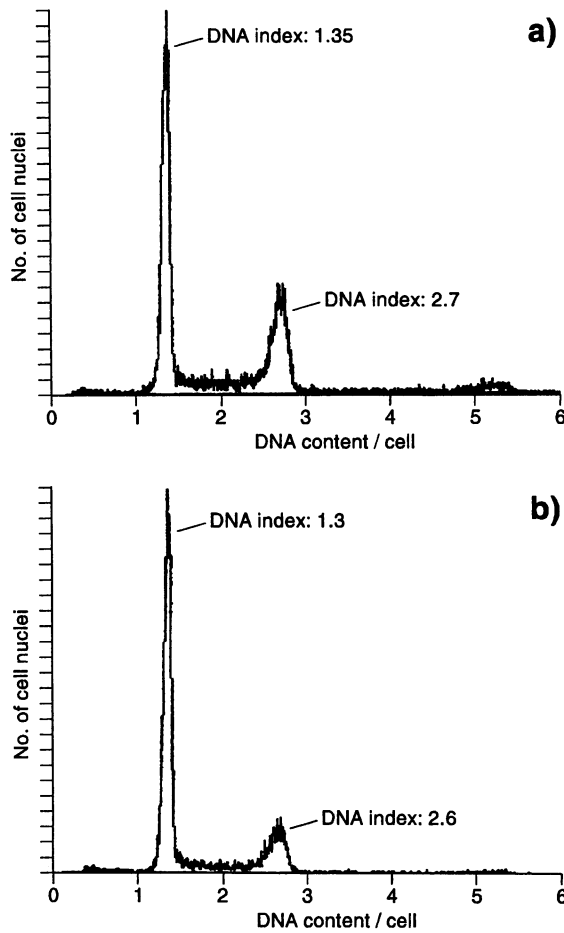 a)
DNA index: 1.35
No. of cell nuclei
DNA index: 2.7
0 1 2 3 4 5 6
DNA content / cell
b)
DNA index: 1.3
No. of cell nuclei
DNA index: 2.6
0 1 2 3 4 5 6
DNA content / cell